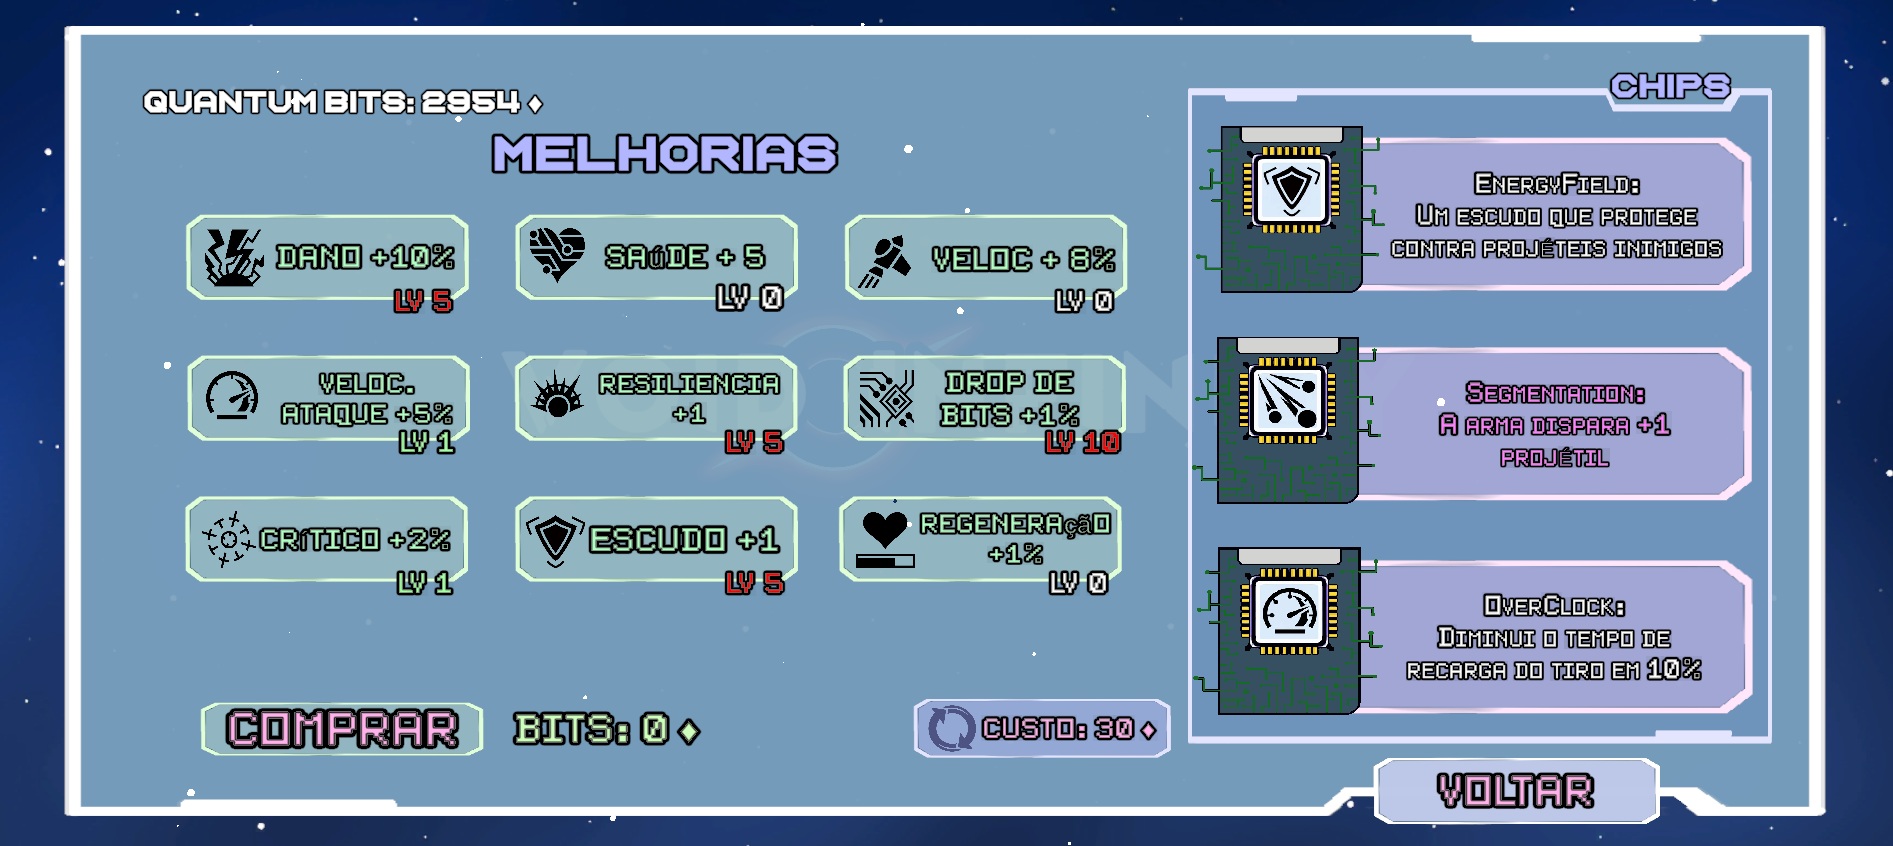 QUANTUM BITS: 2954
MELHORIAS
DANO +10%
LV 5
SAÚDE + 5
LV 0
VELOC + 8%
LV 0
VELOC.
ATAQUE +5%
LV 1
RESILIENCIA
+1
LV 5
DROP DE
BITS +1%
LV 10
CRÍTICO +2%
LV 1
ESCUDO +1
LV 5
REGENERAÇÃO
+1%
LV 0
COMPRAR
BITS: 0
CUSTO: 30
CHIPS
ENERGYFIELD:
UM ESCUDO QUE PROTEGE
CONTRA PROJÉTEIS INIMIGOS
SEGMENTATION:
A ARMA DISPARA +1
PROJÉTIL
OVERCLOCK:
DIMINUI O TEMPO DE
RECARGA DO TIRO EM 10%
VOLTAR